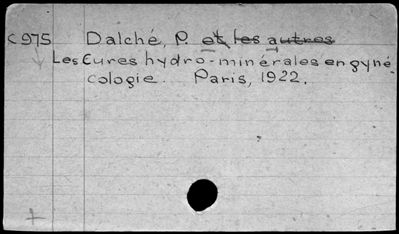 C975 Dalché, P. et les autres
Les Cures hydro-minérales en gyné
cologie. Paris, 1922.